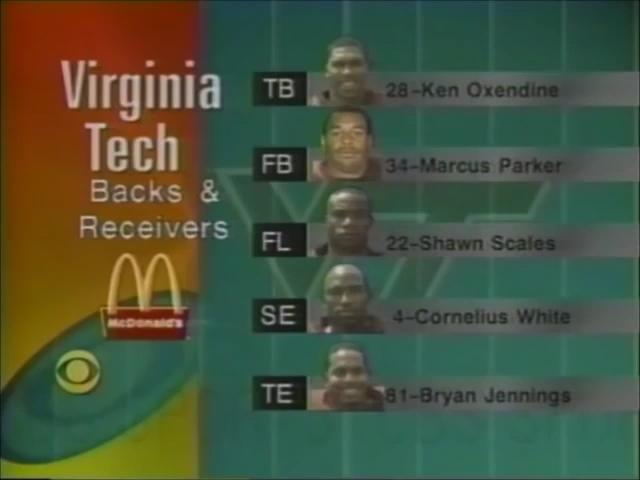 Virginia
Tech
Backs &
Receivers
McDonald's
TB 28-Ken Oxendine
FB 34-Marcus Parker
FL 22-Shawn Scales
SE 4-Cornelius White
TE 81-Bryan Jennings